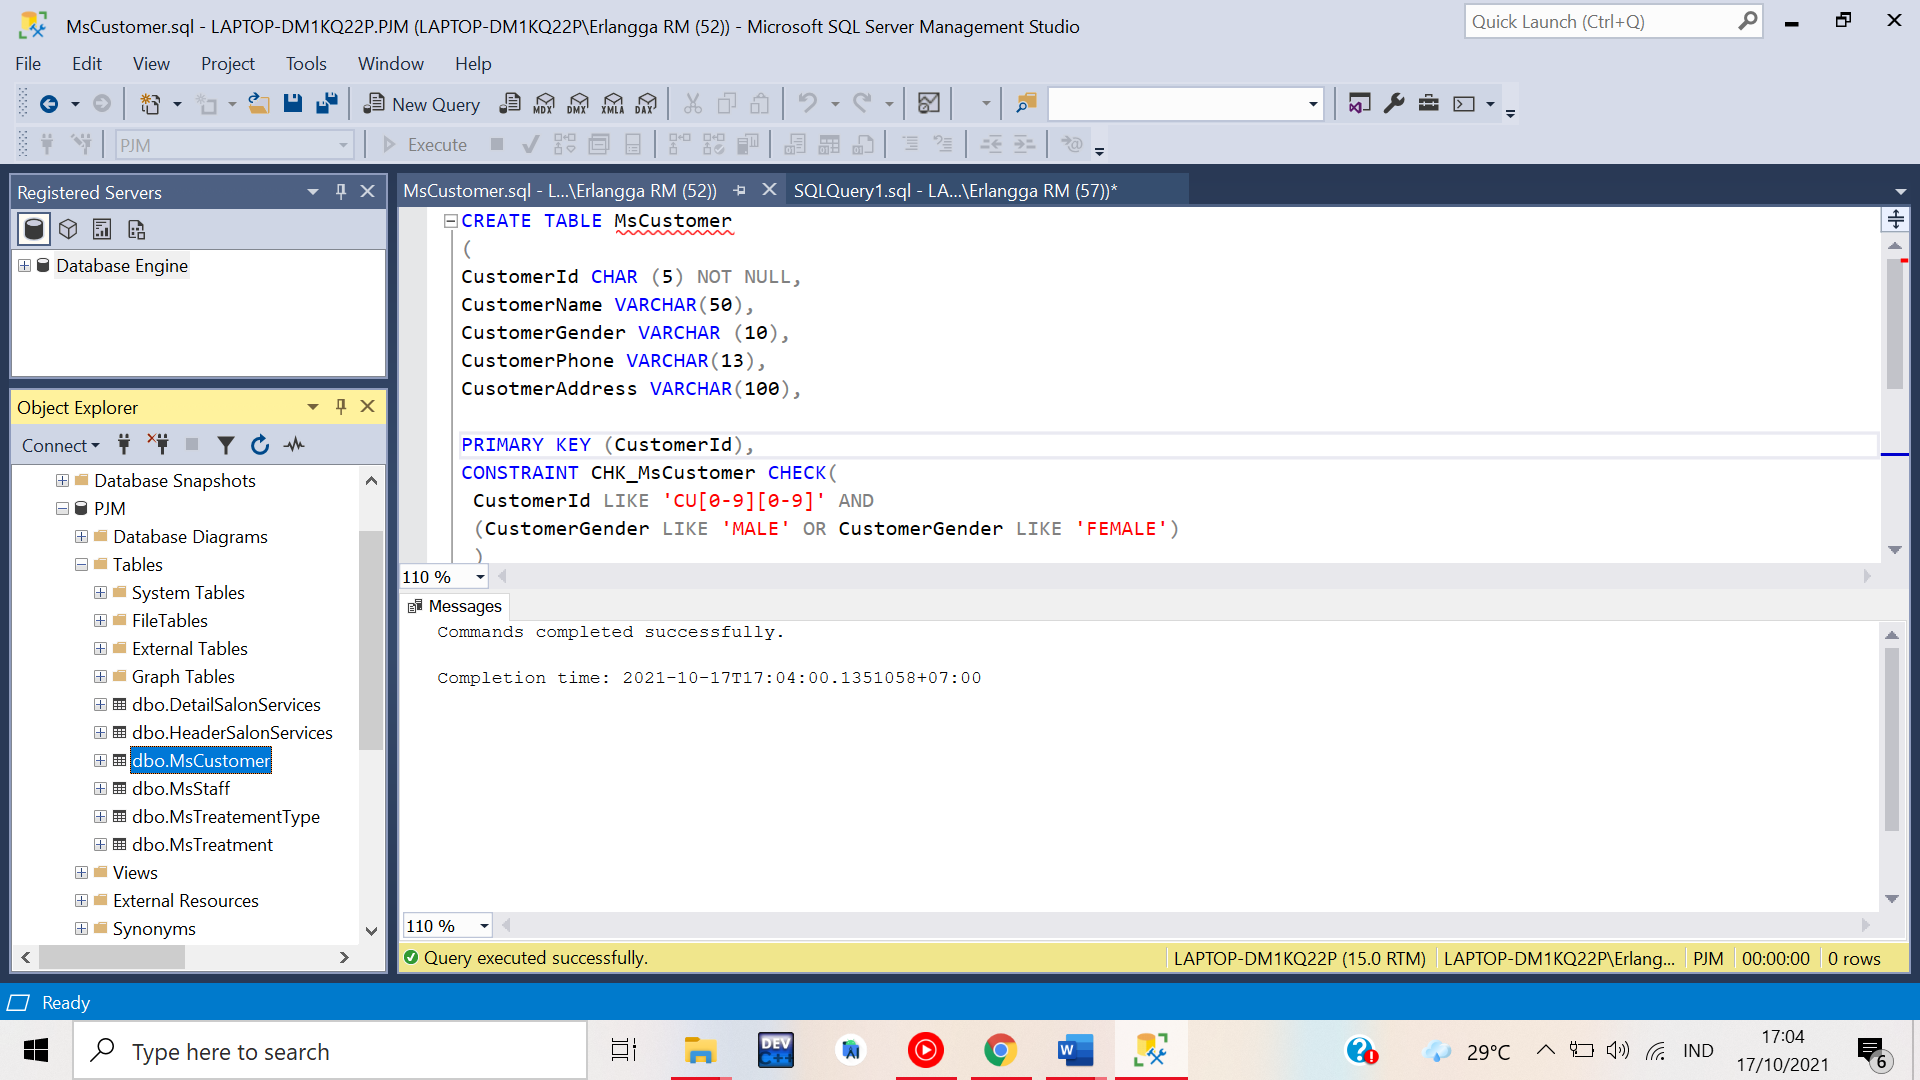 MsCustomer.sql - LAPTOP-DM1KQ22P.PJM (LAPTOP-DM1KQ22P\Erlangga RM (52)) - Microsoft SQL Server Management Studio
Quick Launch (Ctrl+Q)
File Edit View Project Tools Window Help
New Query
MDX DMX XMLA DAX
PJM
Execute
Registered Servers
Database Engine
Object Explorer
Connect
Database Snapshots
PJM
Database Diagrams
Tables
System Tables
FileTables
External Tables
Graph Tables
dbo.DetailSalonServices
dbo.HeaderSalonServices
dbo.MsCustomer
dbo.MsStaff
dbo.MsTreatementType
dbo.MsTreatment
Views
External Resources
Synonyms
MsCustomer.sql - L...\Erlangga RM (52))
SQLQuery1.sql - LA...\Erlangga RM (57))*
CREATE TABLE MsCustomer
(
CustomerId CHAR (5) NOT NULL,
CustomerName VARCHAR(50),
CustomerGender VARCHAR (10),
CustomerPhone VARCHAR(13),
CusotmerAddress VARCHAR(100),
PRIMARY KEY (CustomerId),
CONSTRAINT CHK_MsCustomer CHECK(
CustomerId LIKE 'CU[0-9][0-9]' AND
(CustomerGender LIKE 'MALE' OR CustomerGender LIKE 'FEMALE')
)
110 %
Messages
Commands completed successfully.
Completion time: 2021-10-17T17:04:00.1351058+07:00
110 %
Query executed successfully.
LAPTOP-DM1KQ22P (15.0 RTM)
LAPTOP-DM1KQ22P\Erlang...
PJM
00:00:00
0 rows
Ready
Type here to search
DEV
C++
W
29°C
IND
17:04
17/10/2021
6